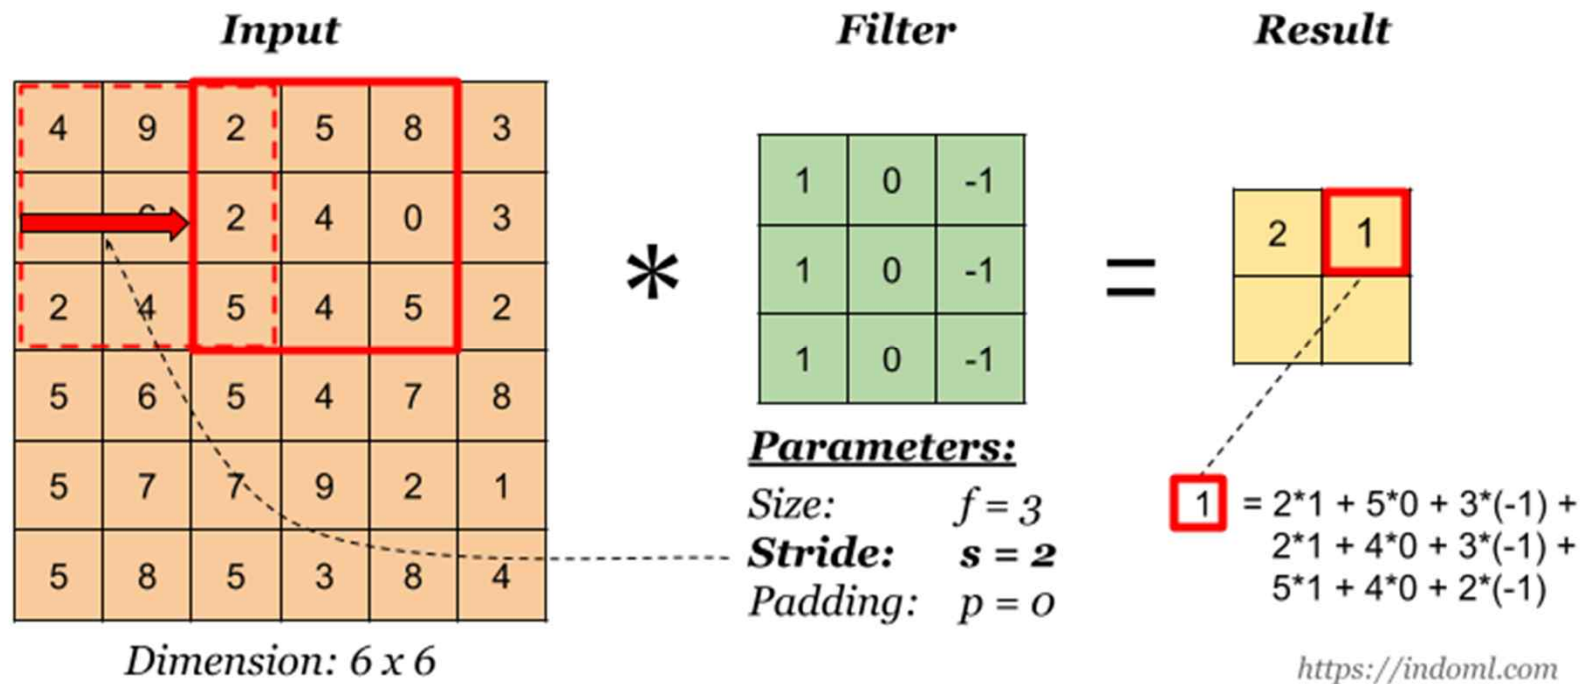 Input Filter Result
4 9 2 5 8 3
2 4 0 3
2 4 5 4 5 2
5 6 5 4 7 8
5 7 7 9 2 1
5 8 5 3 8 4
Dimension: 6 x 6
*
1 0 -1
1 0 -1
1 0 -1
Parameters:
Size: f = 3
Stride: s = 2
Padding: p = 0
=
2 1
1 = 2*1 + 5*0 + 3*(-1) +
2*1 + 4*0 + 3*(-1) +
5*1 + 4*0 + 2*(-1)
https://indoml.com